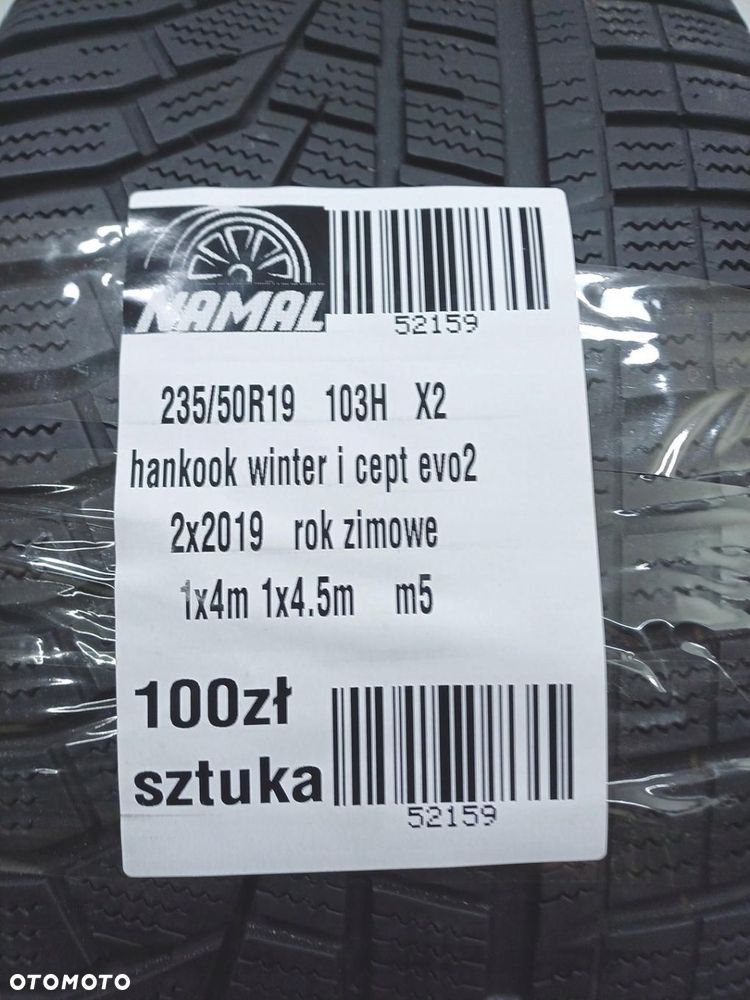 NAMAL
52159
235/50R19 103H X2
hankook winter i cept evo2
2x2019 rok zimowe
1x4m 1x4.5m m5
100zł
sztuka
52159
OTOMOTO